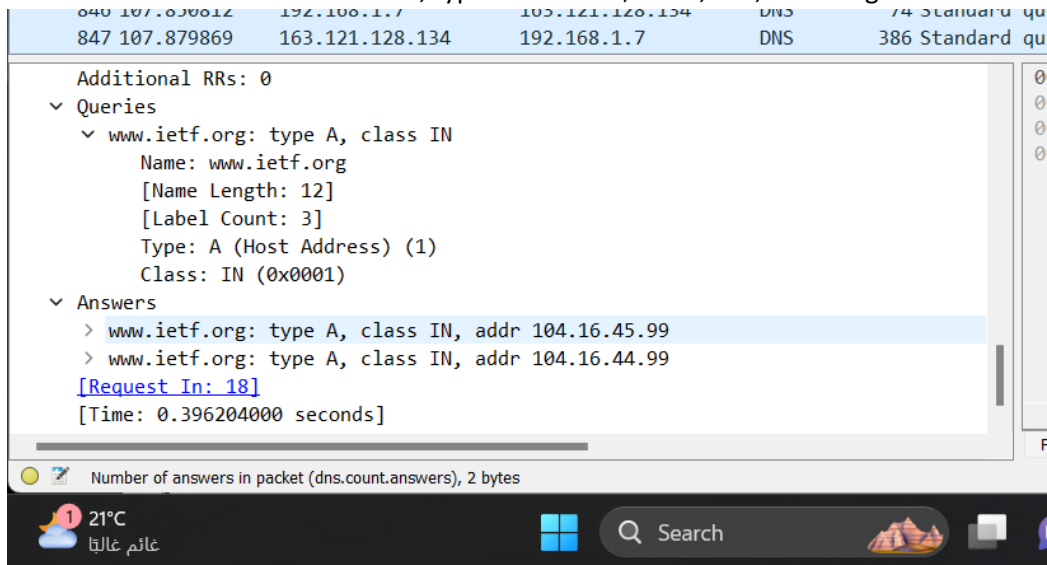 846 107.850812 192.168.1.7 163.121.128.134 DNS 74 Standard qu
847 107.879869 163.121.128.134 192.168.1.7 DNS 386 Standard qu
Additional RRs: 0
Queries
www.ietf.org: type A, class IN
Name: www.ietf.org
[Name Length: 12]
[Label Count: 3]
Type: A (Host Address) (1)
Class: IN (0x0001)
Answers
www.ietf.org: type A, class IN, addr 104.16.45.99
www.ietf.org: type A, class IN, addr 104.16.44.99
[Request In: 18]
[Time: 0.396204000 seconds]
Number of answers in packet (dns.count.answers), 2 bytes
1 21°C
غائم غالبًا
Search